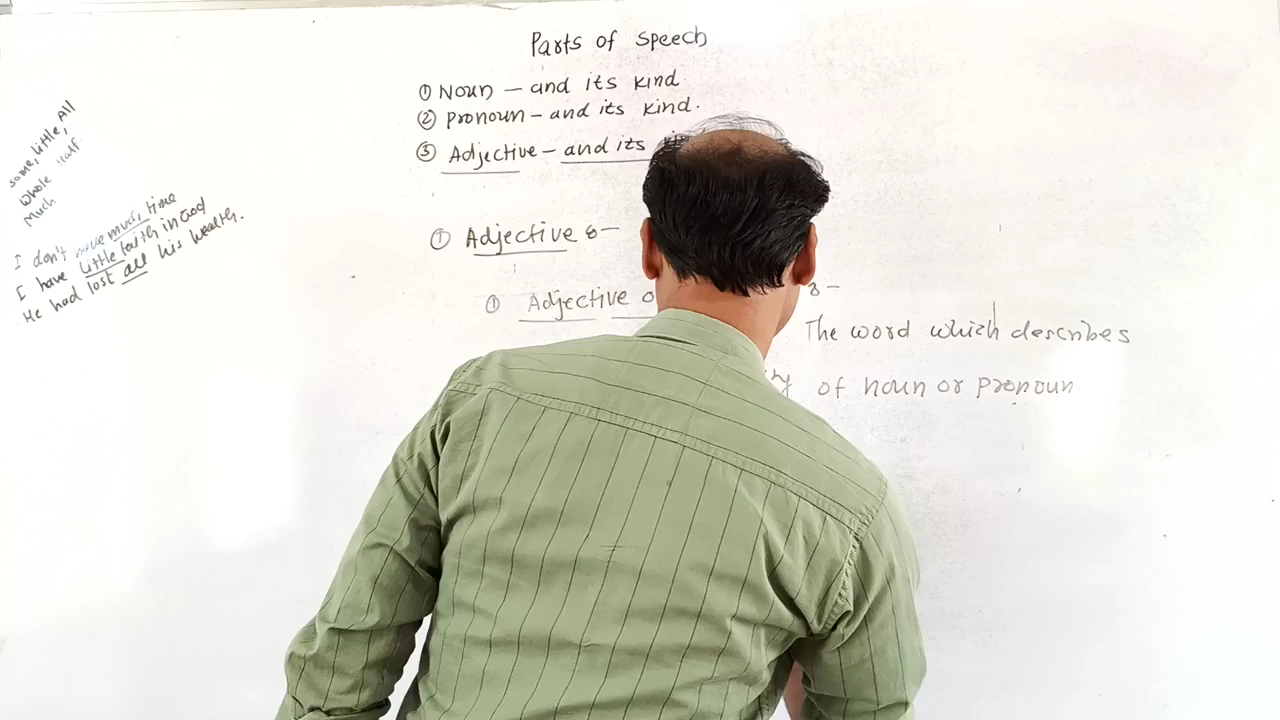 Parts of speech
① Noun – and its kind.
② Pronoun – and its kind.
③ Adjective – and its
① Adjective :–
① Adjective :–
The word which describes
of noun or pronoun
some, little, All
whole, Half
Much
I don't have much time
I have little faith in God
He had lost all his wealth.